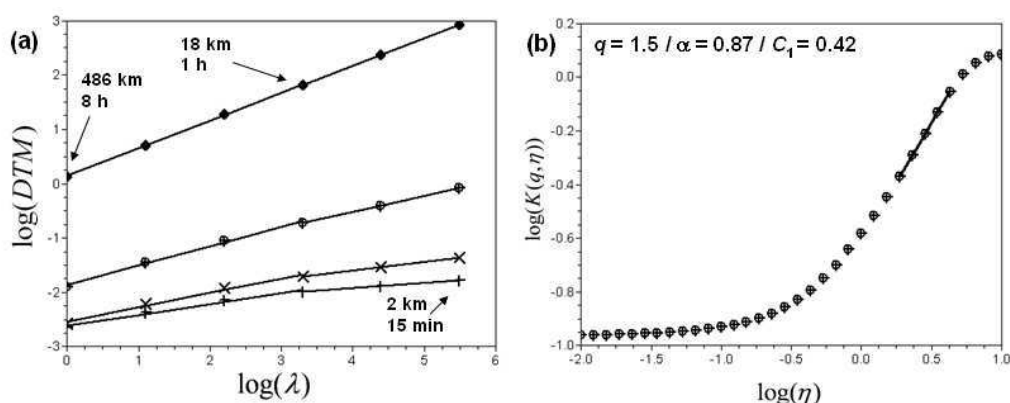 (a)
486 km
8 h
18 km
1 h
2 km
15 min
log(DTM)
3
2
1
0
-1
-2
-3
0
1
2
3
4
5
6
log(λ)
(b)
q = 1.5 / α = 0.87 / C₁ = 0.42
log(K(q,η))
0.2
0.0
-0.2
-0.4
-0.6
-0.8
-1.0
-2.0
-1.5
-1.0
-0.5
0.0
0.5
1.0
log(η)